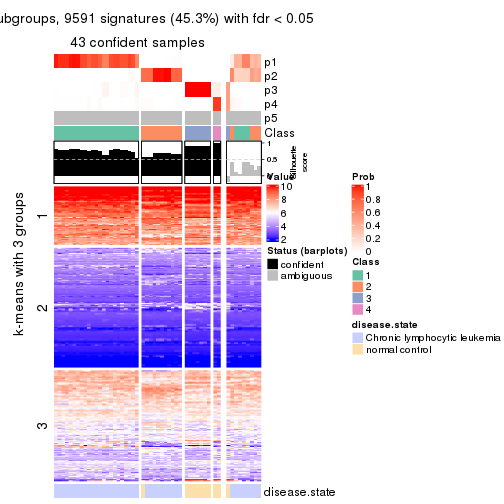 ubgroups, 9591 signatures (45.3%) with fdr < 0.05
43 confident samples
p1
p2
p3
p4
p5
Class
1
0.5
0
Silhouette
score
k-means with 3 groups
1
2
3
disease.state
Value
10
8
6
4
2
Status (barplots)
confident
ambiguous
Prob
1
0.8
0.6
0.4
0.2
0
Class
1
2
3
4
disease.state
Chronic lymphocytic leukemia
normal control